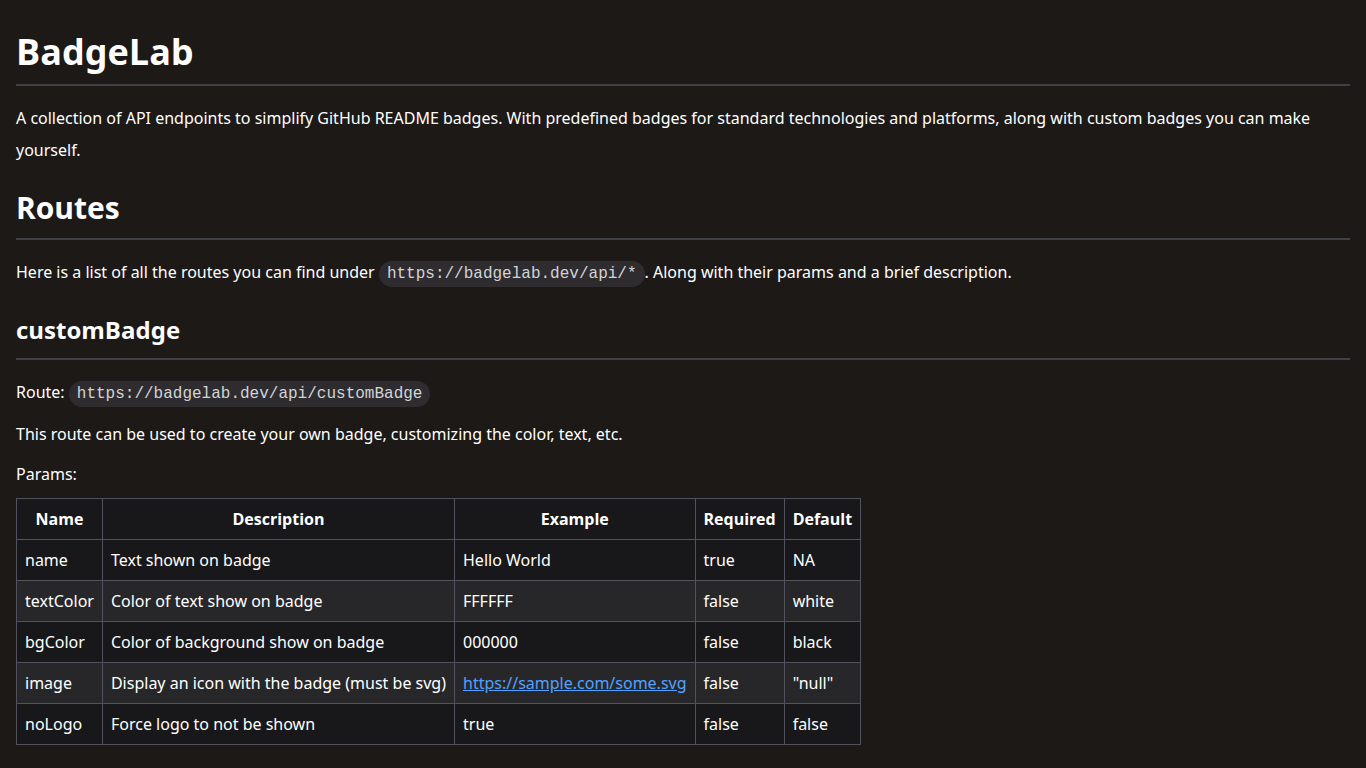 BadgeLab
A collection of API endpoints to simplify GitHub README badges. With predefined badges for standard technologies and platforms, along with custom badges you can make
yourself.
Routes
Here is a list of all the routes you can find under https://badgelab.dev/api/*. Along with their params and a brief description.
customBadge
Route: https://badgelab.dev/api/customBadge
This route can be used to create your own badge, customizing the color, text, etc.
Params:
Name Description Example Required Default
name Text shown on badge Hello World true NA
textColor Color of text show on badge FFFFFF false white
bgColor Color of background show on badge 000000 false black
image Display an icon with the badge (must be svg) https://sample.com/some.svg false "null"
noLogo Force logo to not be shown true false false